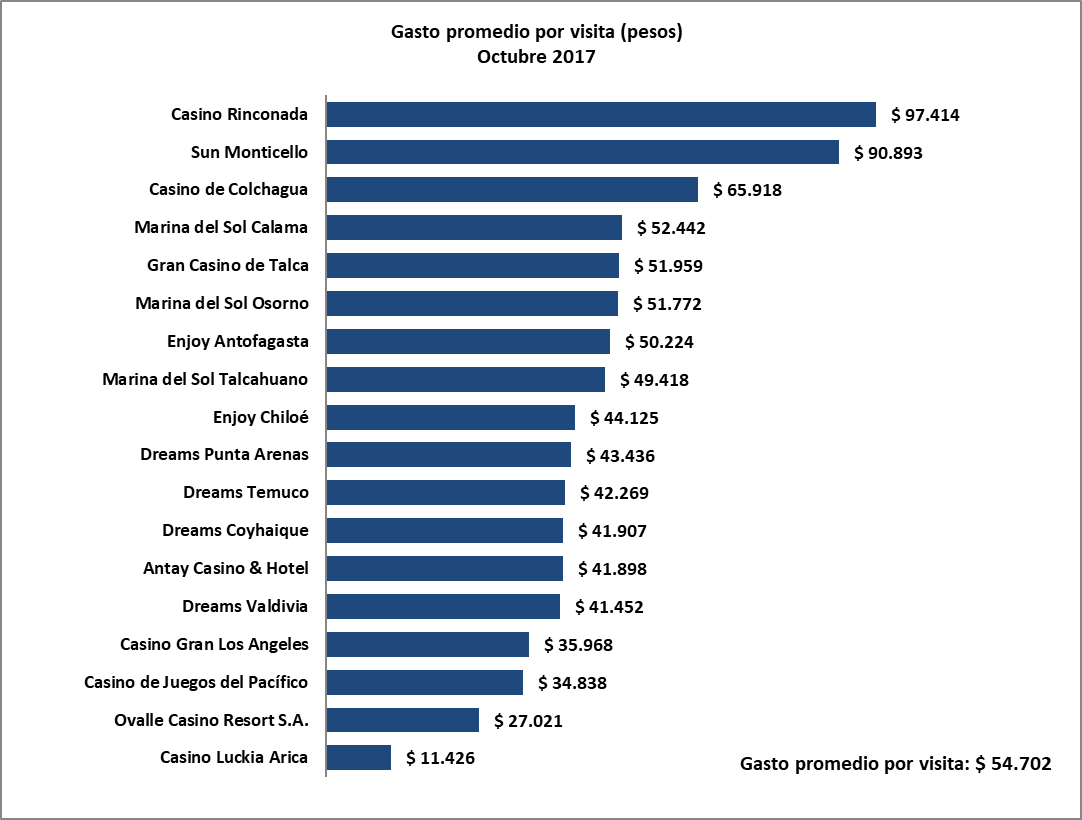 Gasto promedio por visita (pesos)
Octubre 2017
Casino Rinconada $ 97.414
Sun Monticello $ 90.893
Casino de Colchagua $ 65.918
Marina del Sol Calama $ 52.442
Gran Casino de Talca $ 51.959
Marina del Sol Osorno $ 51.772
Enjoy Antofagasta $ 50.224
Marina del Sol Talcahuano $ 49.418
Enjoy Chiloé $ 44.125
Dreams Punta Arenas $ 43.436
Dreams Temuco $ 42.269
Dreams Coyhaique $ 41.907
Antay Casino & Hotel $ 41.898
Dreams Valdivia $ 41.452
Casino Gran Los Angeles $ 35.968
Casino de Juegos del Pacífico $ 34.838
Ovalle Casino Resort S.A. $ 27.021
Casino Luckia Arica $ 11.426
Gasto promedio por visita: $ 54.702